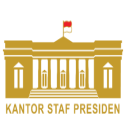 KANTOR STAF PRESIDEN